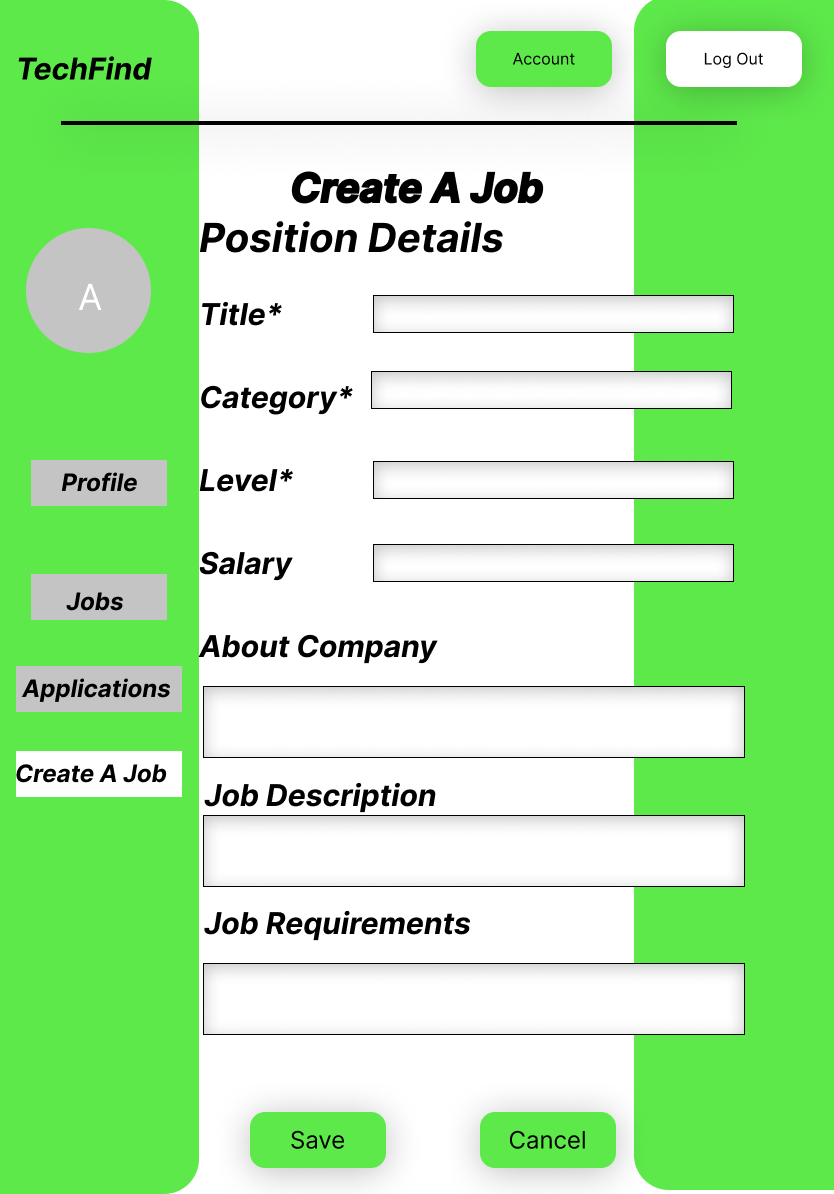 TechFind
Account
Log Out
Create A Job
Position Details
A
Title*
Category*
Level*
Salary
About Company
Job Description
Job Requirements
Profile
Jobs
Applications
Create A Job
Save
Cancel